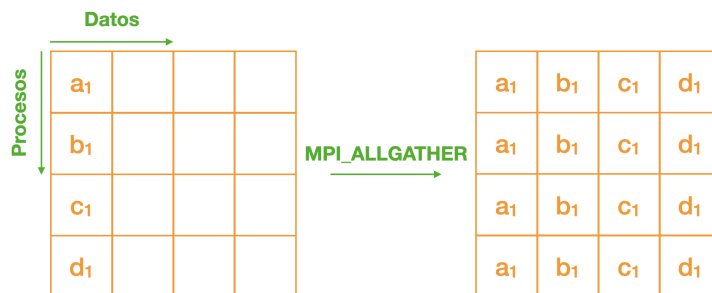 Datos
Procesos
a₁
b₁
c₁
d₁
MPI_ALLGATHER
a₁ b₁ c₁ d₁
a₁ b₁ c₁ d₁
a₁ b₁ c₁ d₁
a₁ b₁ c₁ d₁